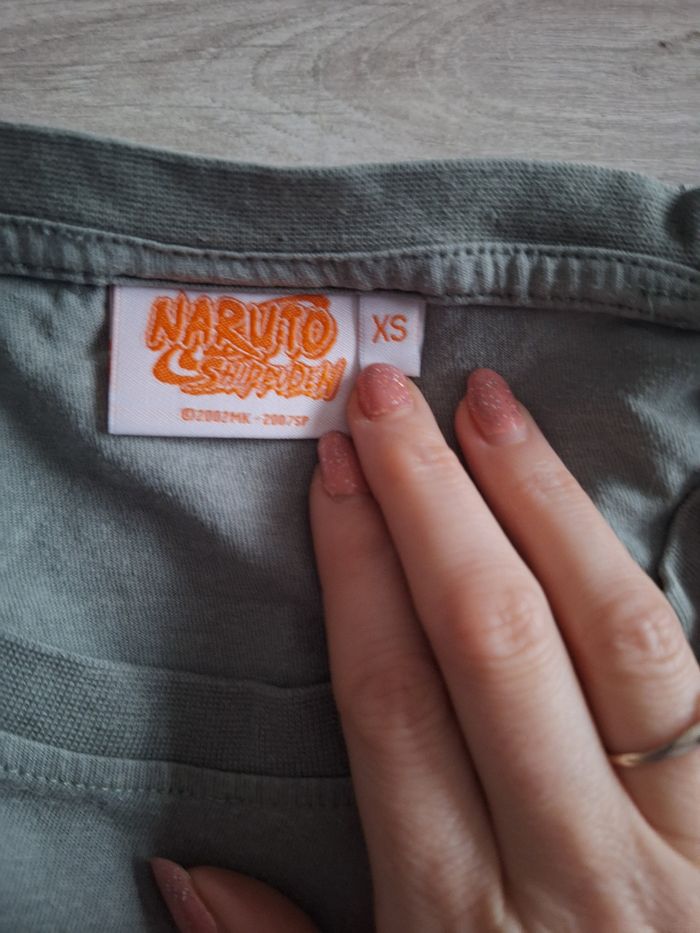 NARUTO
SHIPPUDEN
©2002MK - 2007SP
XS